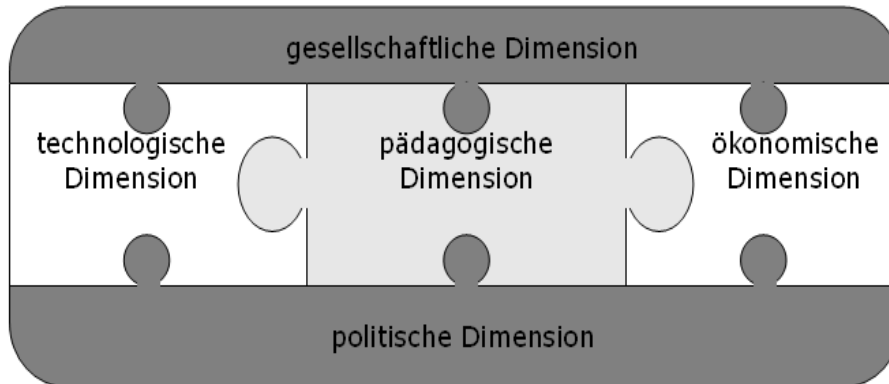 gesellschaftliche Dimension
technologische
Dimension
pädagogische
Dimension
ökonomische
Dimension
politische Dimension